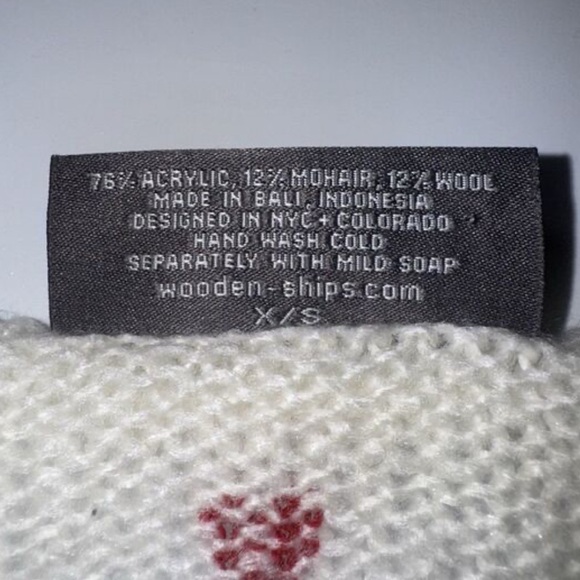 76% ACRYLIC, 12% MOHAIR, 12% WOOL
MADE IN BALI, INDONESIA
DESIGNED IN NYC + COLORADO
HAND WASH COLD
SEPARATELY WITH MILD SOAP
wooden-ships.com
X/S